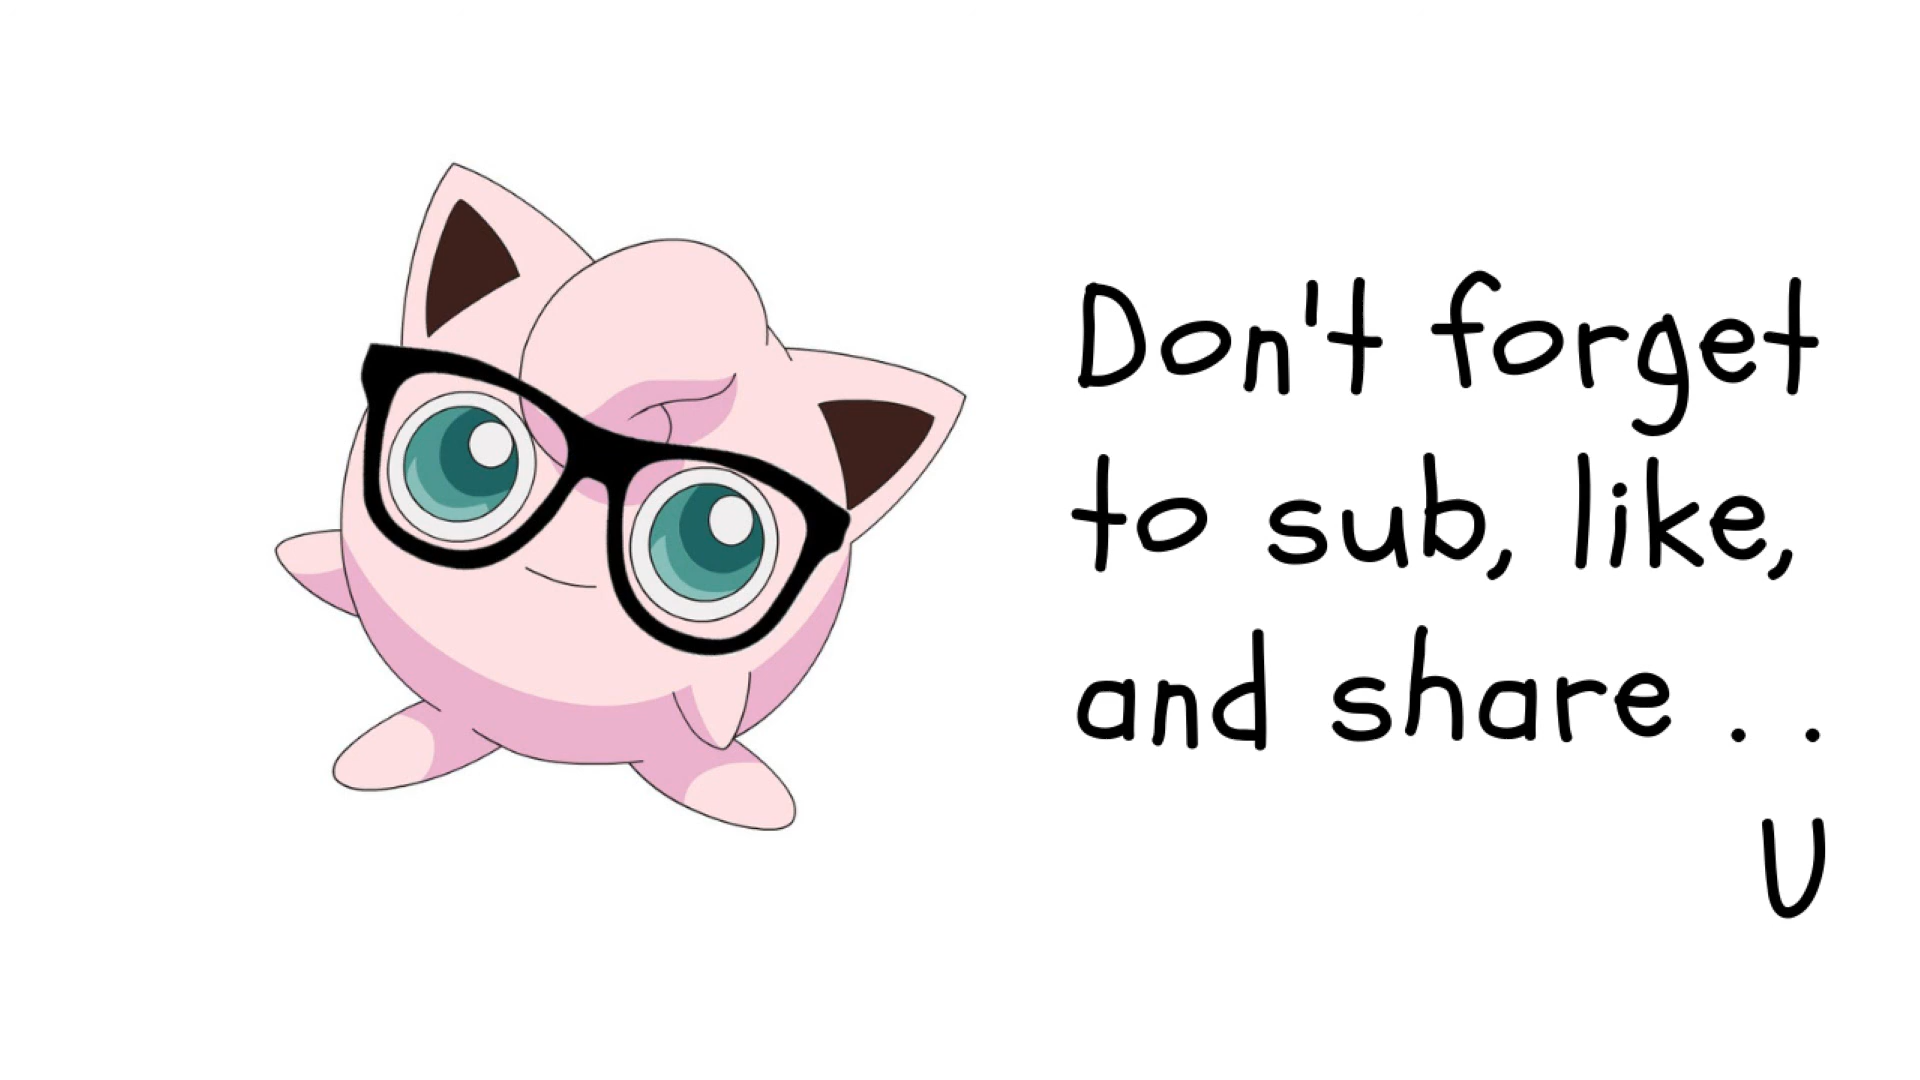 Don't forget
to sub, like,
and share . .
U